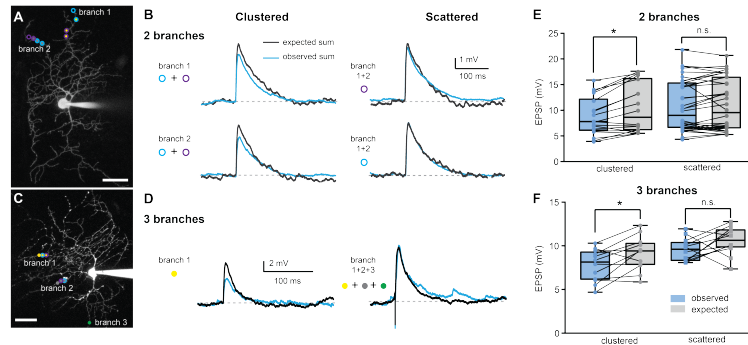 A
branch 1
branch 2
B
Clustered
Scattered
2 branches
expected sum
observed sum
branch 1
+
branch
1+2
1 mV
100 ms
branch 2
+
branch
1+2
C
branch 1
branch 2
branch 3
D
3 branches
branch 1
2 mV
100 ms
branch
1+2+3
+ +
E
2 branches
*
n.s.
EPSP (mV)
25
20
15
10
5
0
clustered
scattered
F
3 branches
*
n.s.
EPSP (mV)
15
10
5
0
observed
expected
clustered
scattered